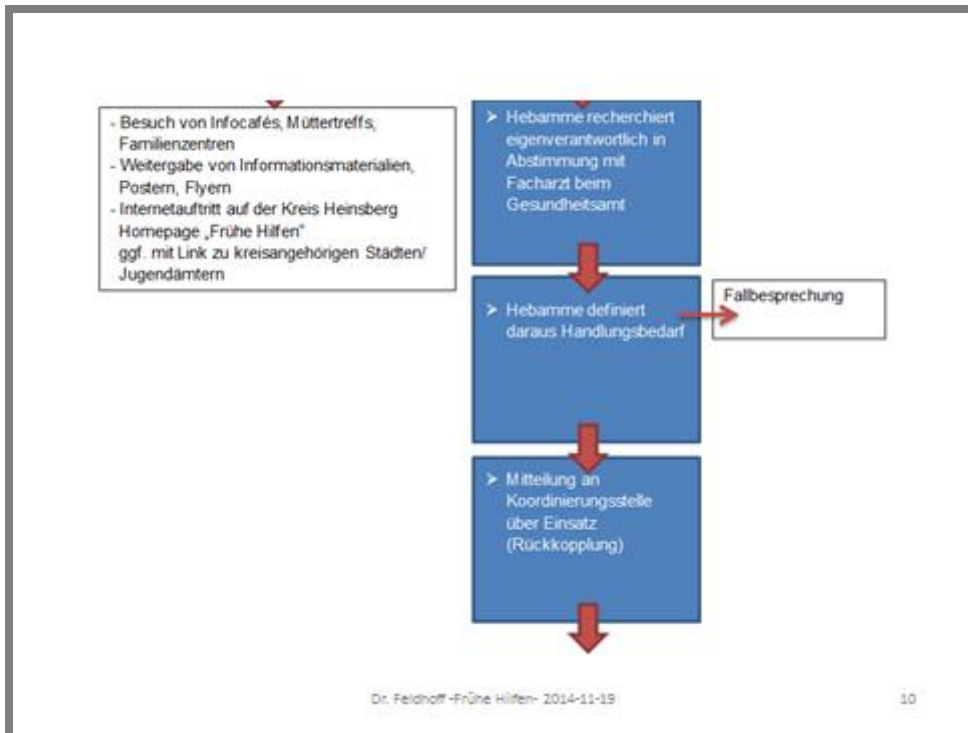 - Besuch von Infocafés, Müttertreffs,
Familienzentren
- Weitergabe von Informationsmaterialien,
Postern, Flyern
- Internetauftritt auf der Kreis Heinsberg
Homepage „Frühe Hilfen"
ggf. mit Link zu kreisangehörigen Städten/
Jugendämtern
➢ Hebamme recherchiert
eigenverantwortlich in
Abstimmung mit
Facharzt beim
Gesundheitsamt
➢ Hebamme definiert
daraus Handlungsbedarf
Fallbesprechung
➢ Mitteilung an
Koordinierungsstelle
über Einsatz
(Rückkopplung)
Dr. Feldhoff -Frühe Hilfen- 2014-11-19
10